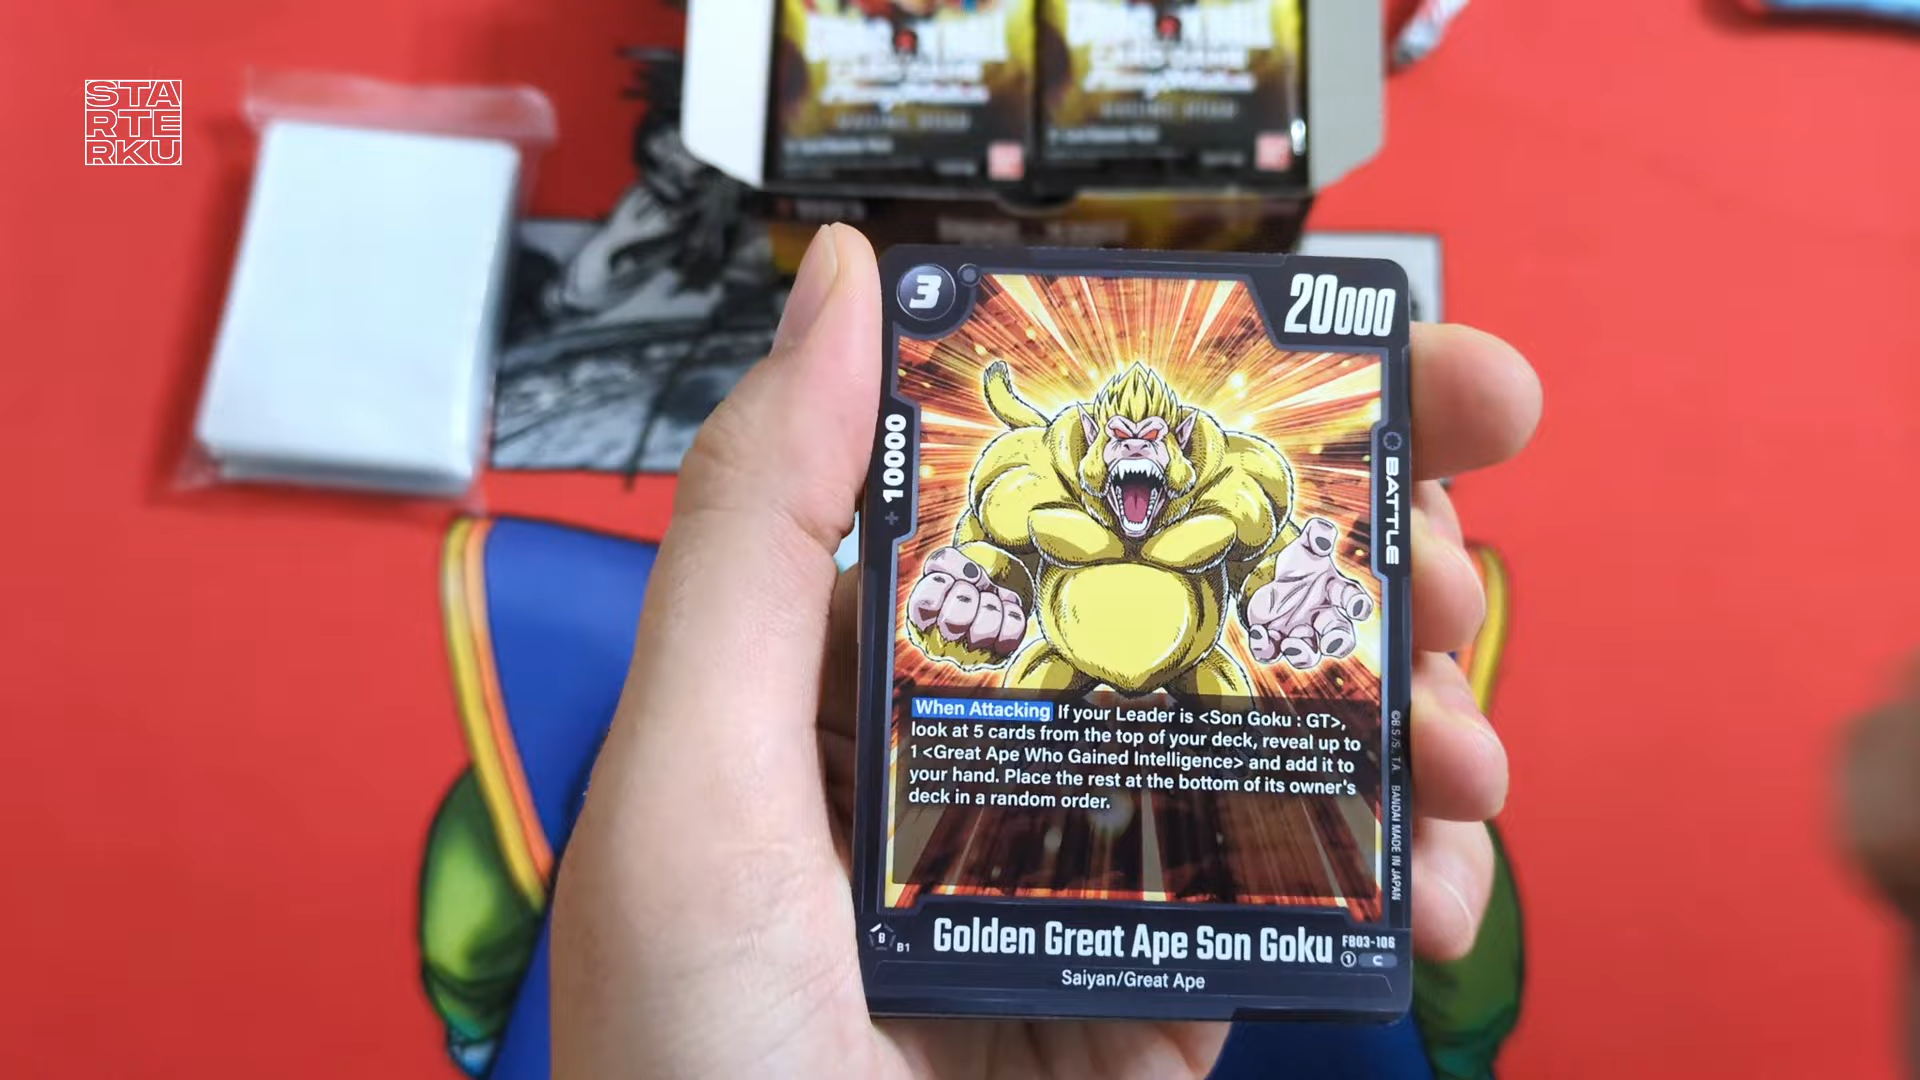 STA
RTE
RKU
CARD GAME
3
20000
+ 10000
BATTLE
When Attacking If your Leader is <Son Goku : GT>,
look at 5 cards from the top of your deck, reveal up to
1 <Great Ape Who Gained Intelligence> and add it to
your hand. Place the rest at the bottom of its owner's
deck in a random order.
©B.S./S., T.A. BANDAI MADE IN JAPAN
B
B1
Golden Great Ape Son Goku
FB03-106
1 C
Saiyan/Great Ape